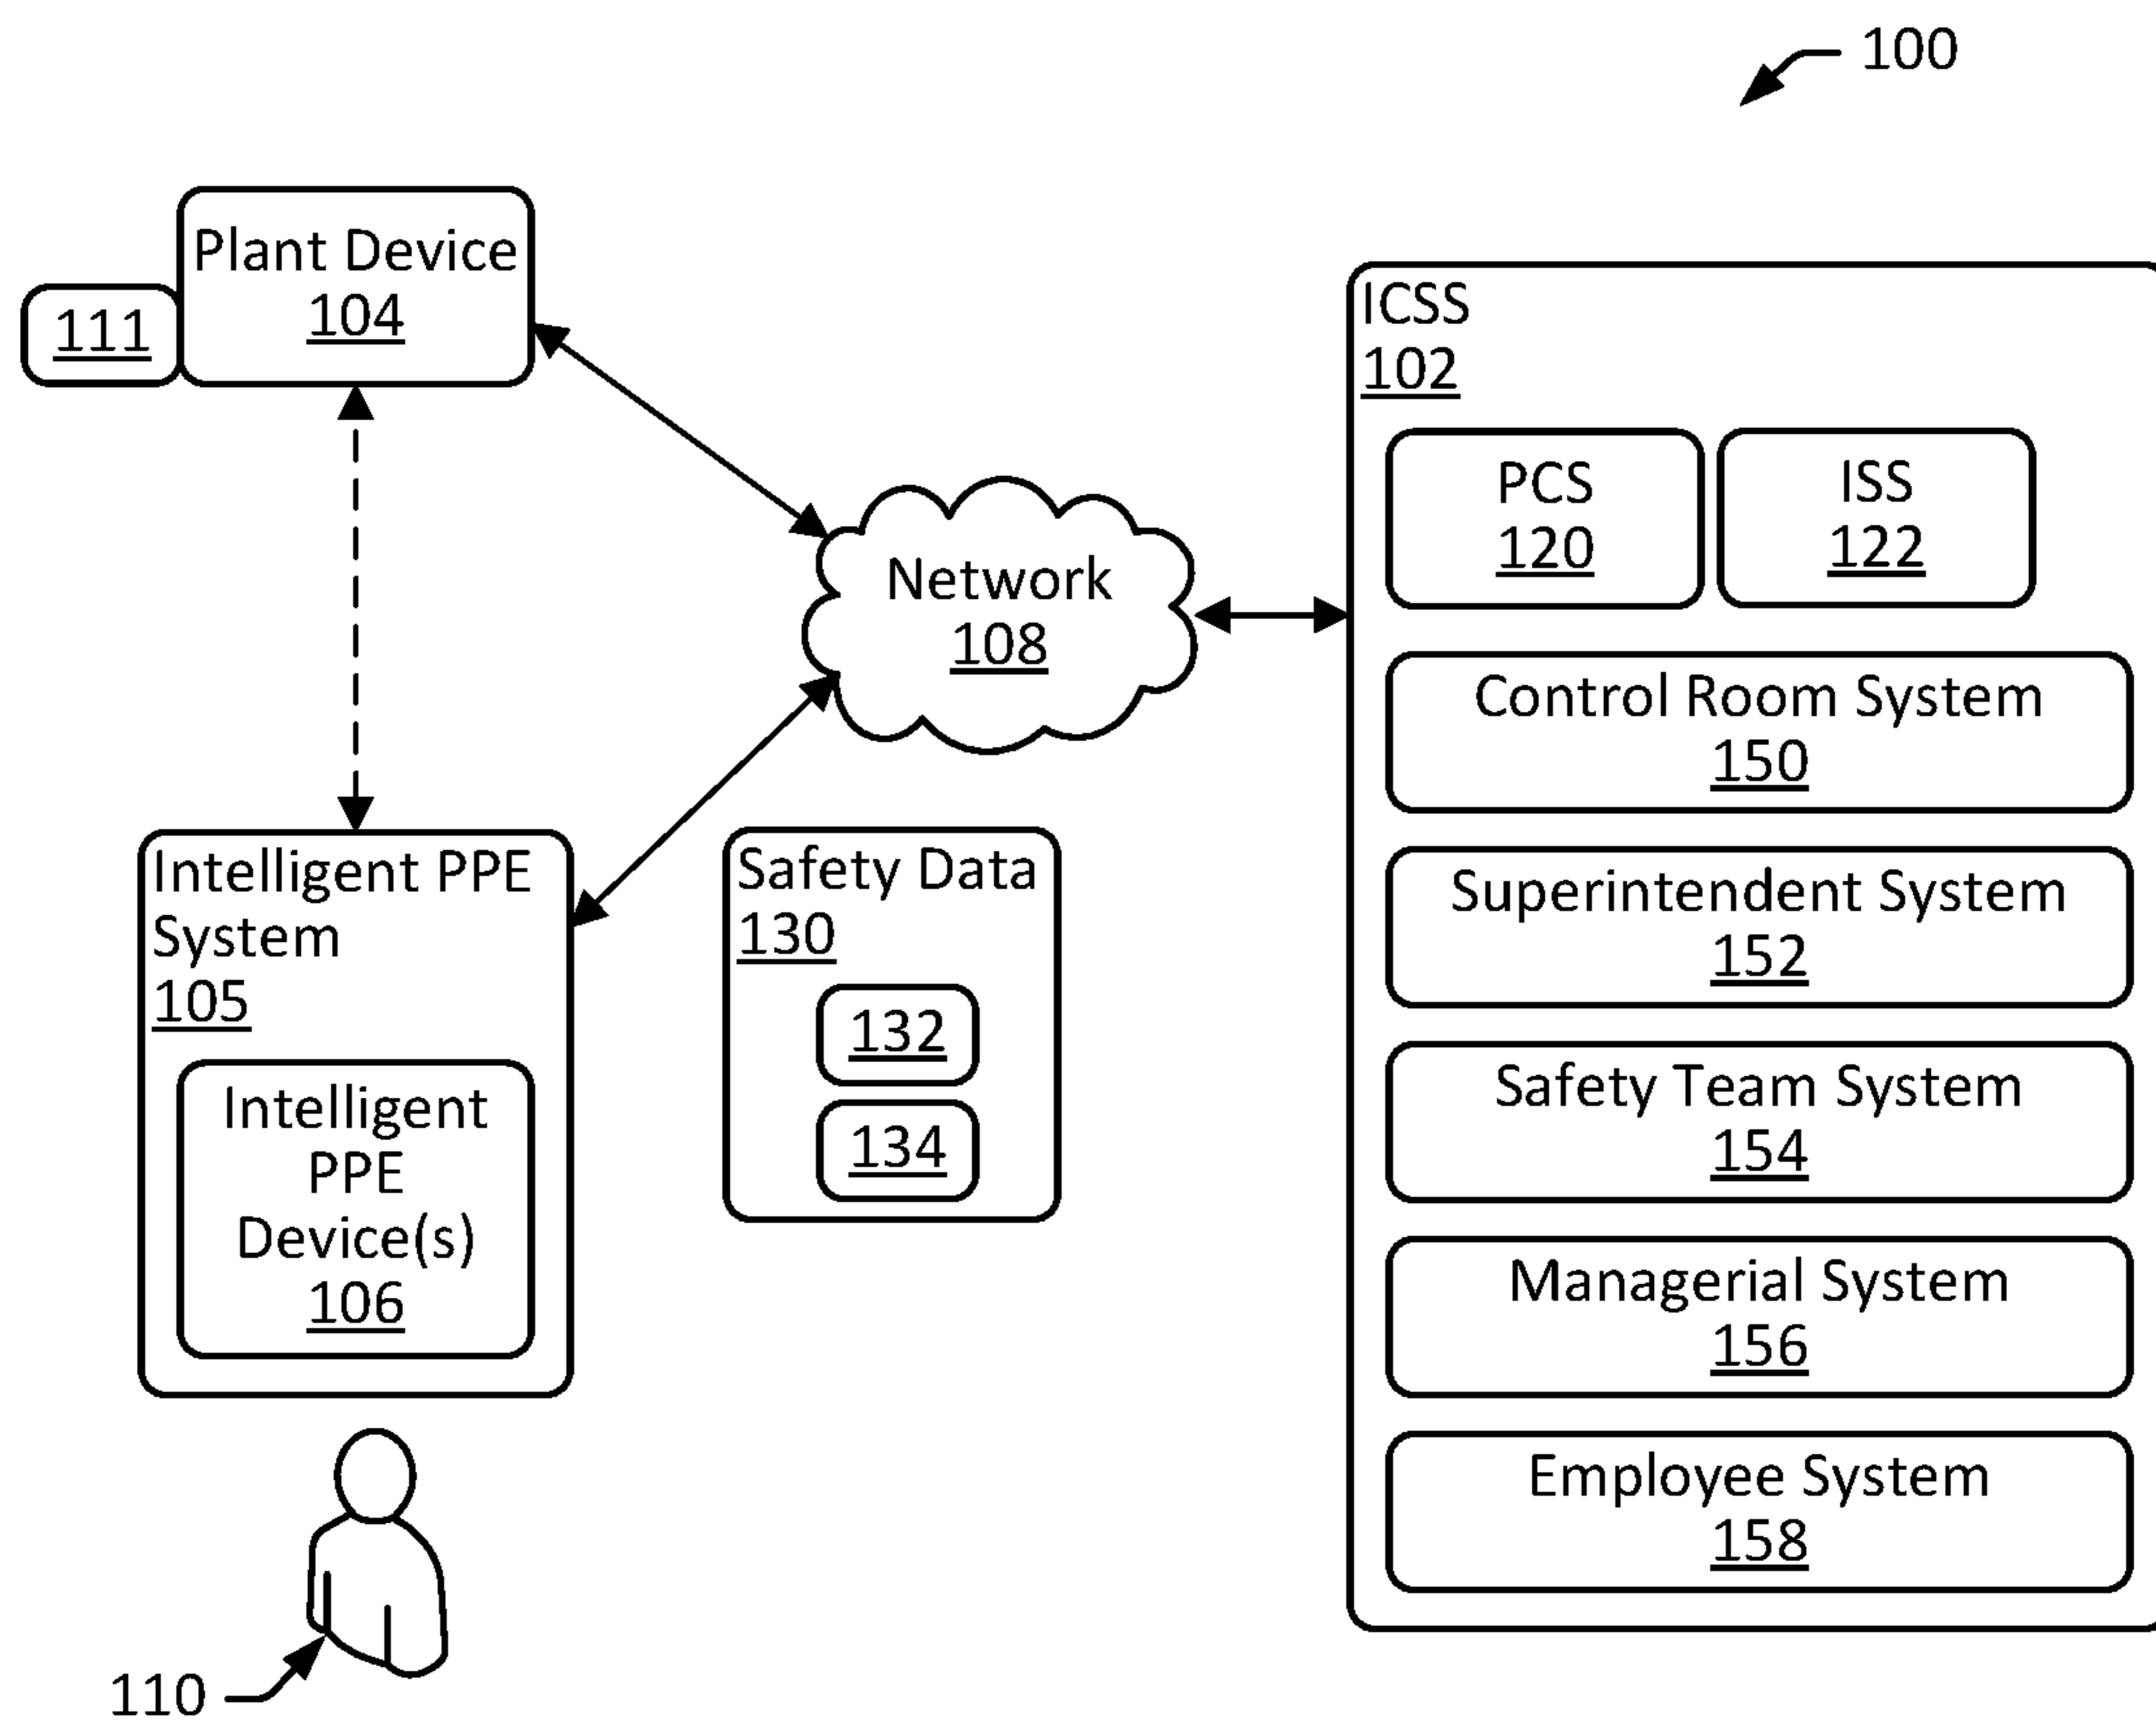 100
Plant Device
104
111
ICSS
102
PCS
120
ISS
122
Network
108
Control Room System
150
Intelligent PPE
System
105
Intelligent
PPE
Device(s)
106
Safety Data
130
132
134
Superintendent System
152
Safety Team System
154
Managerial System
156
Employee System
158
110